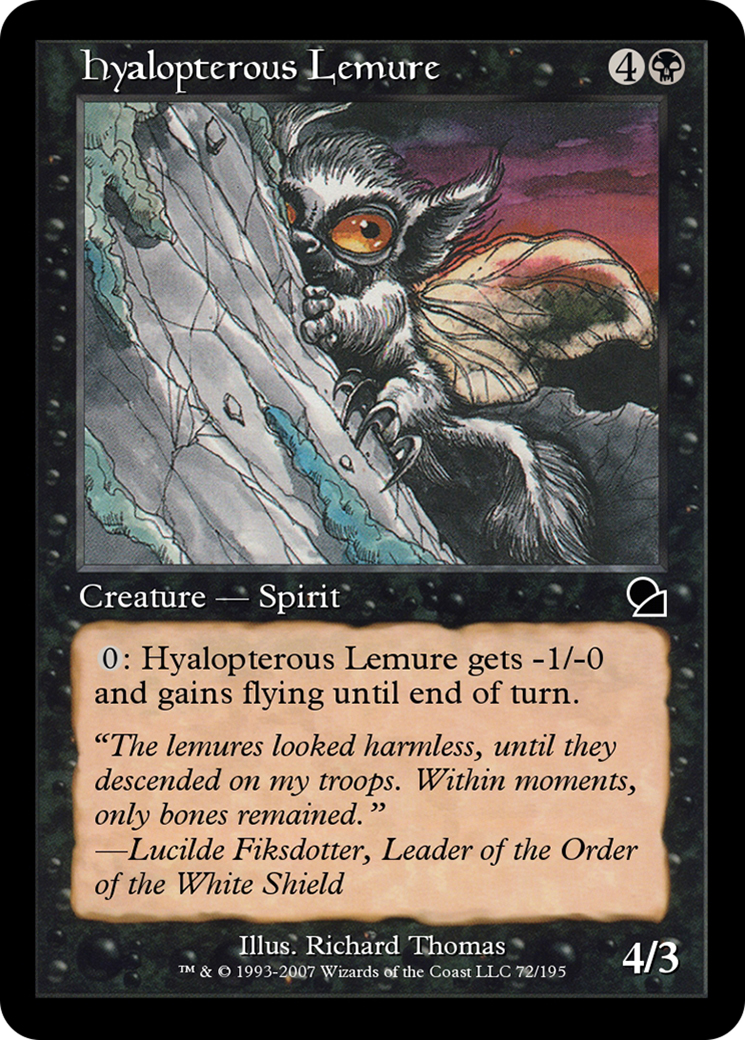 Hyalopterous Lemure 4
Creature — Spirit
0: Hyalopterous Lemure gets -1/-0
and gains flying until end of turn.
“The lemures looked harmless, until they
descended on my troops. Within moments,
only bones remained.”
—Lucilde Fiksdotter, Leader of the Order
of the White Shield
Illus. Richard Thomas
™ & © 1993-2007 Wizards of the Coast LLC 72/195
4/3